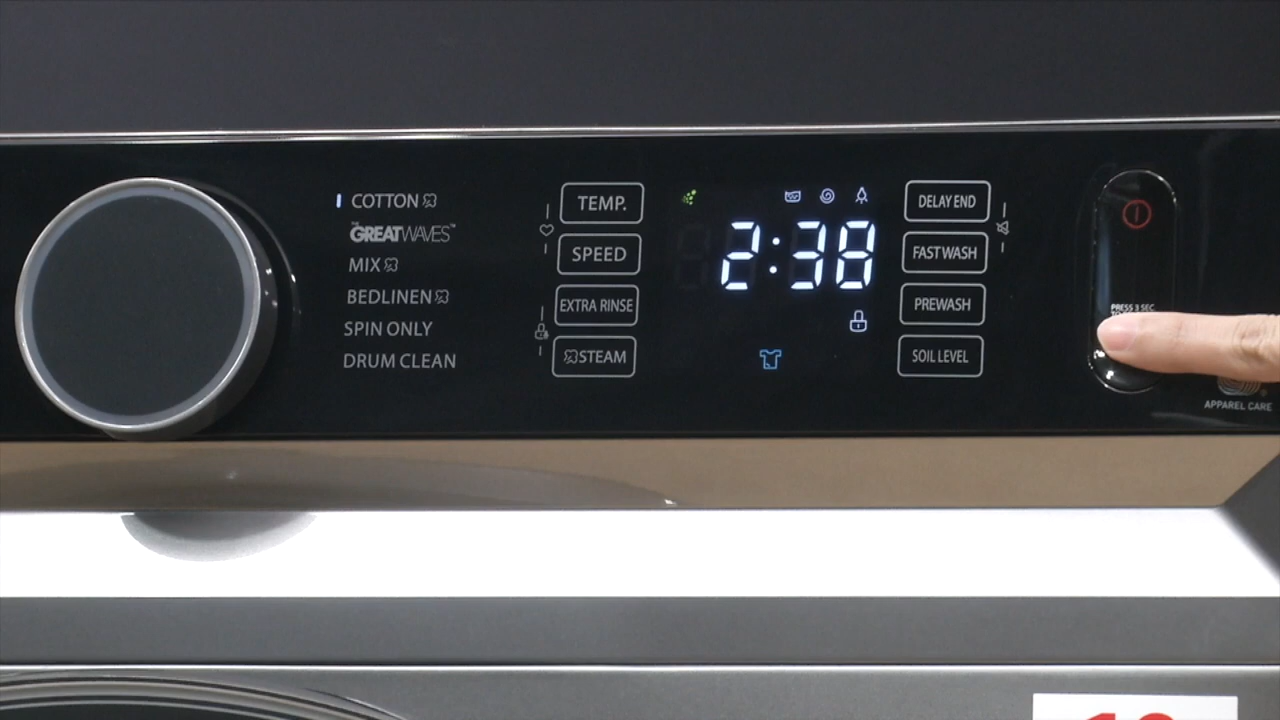 COTTON
THE GREATWAVES™
MIX
BEDLINEN
SPIN ONLY
DRUM CLEAN
TEMP.
SPEED
EXTRA RINSE
STEAM
2:38
DELAY END
FAST WASH
PREWASH
SOIL LEVEL
PRESS 3 SEC
APPAREL CARE